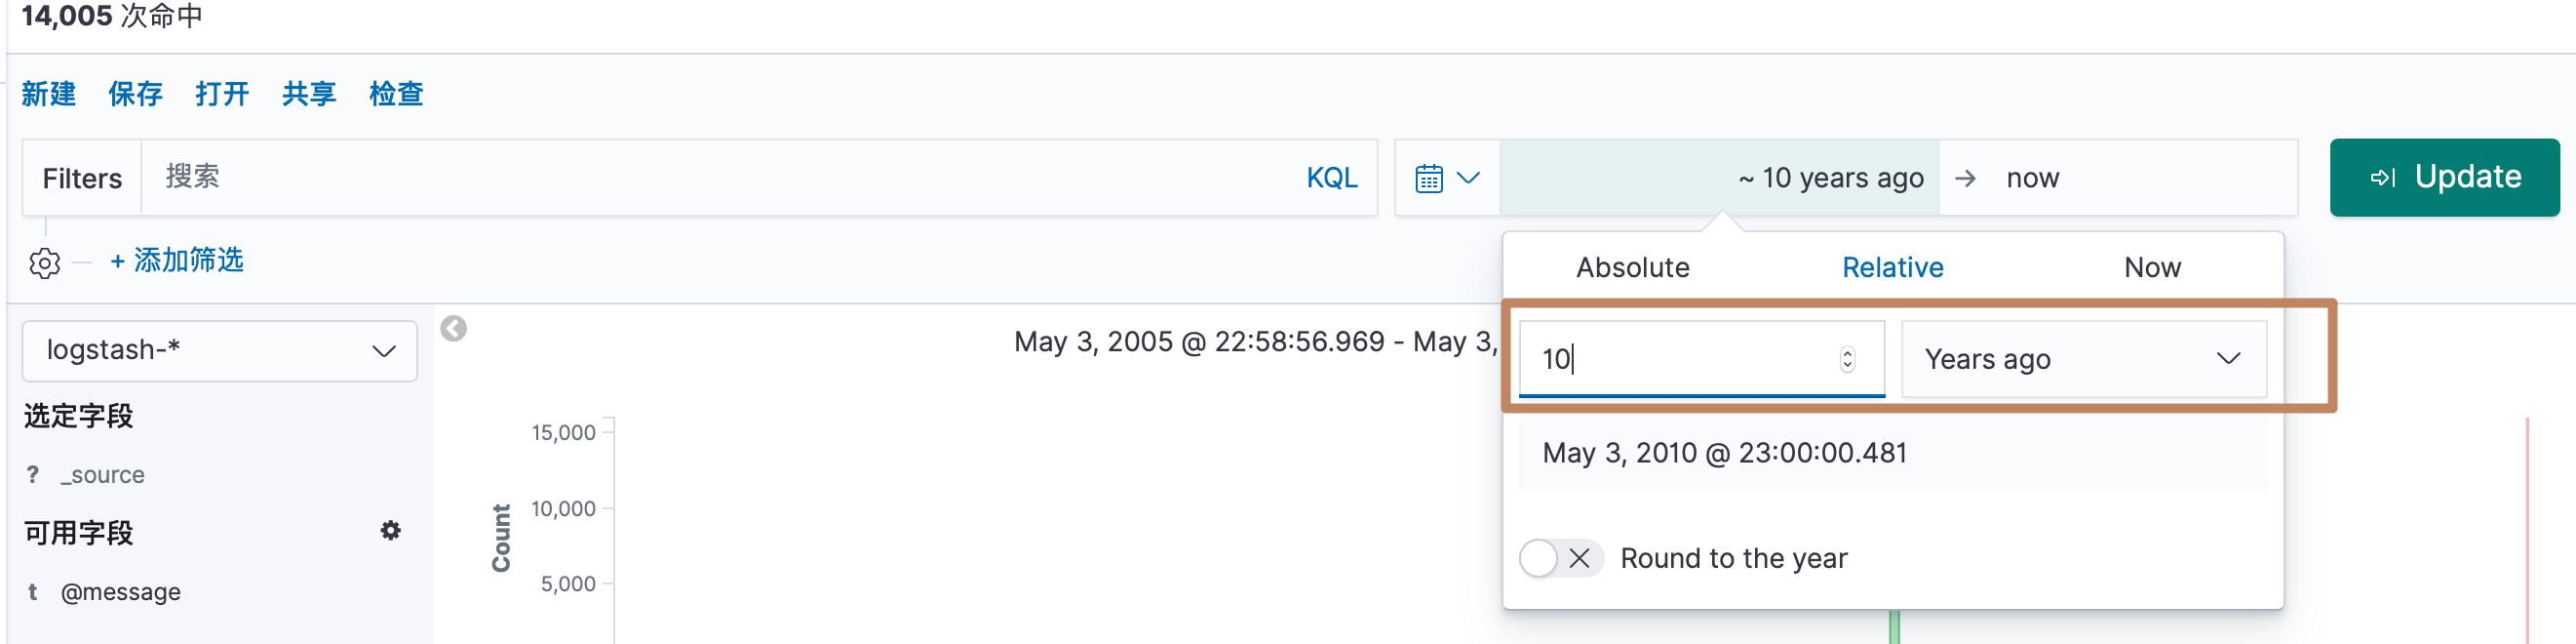 14,005 次命中
新建 保存 打开 共享 检查
Filters 搜索 KQL ~ 10 years ago → now Update
+ 添加筛选
Absolute Relative Now
logstash-*
May 3, 2005 @ 22:58:56.969 - May 3,
10 Years ago
选定字段
? _source
May 3, 2010 @ 23:00:00.481
可用字段
t @message
Round to the year
Count
15,000
10,000
5,000